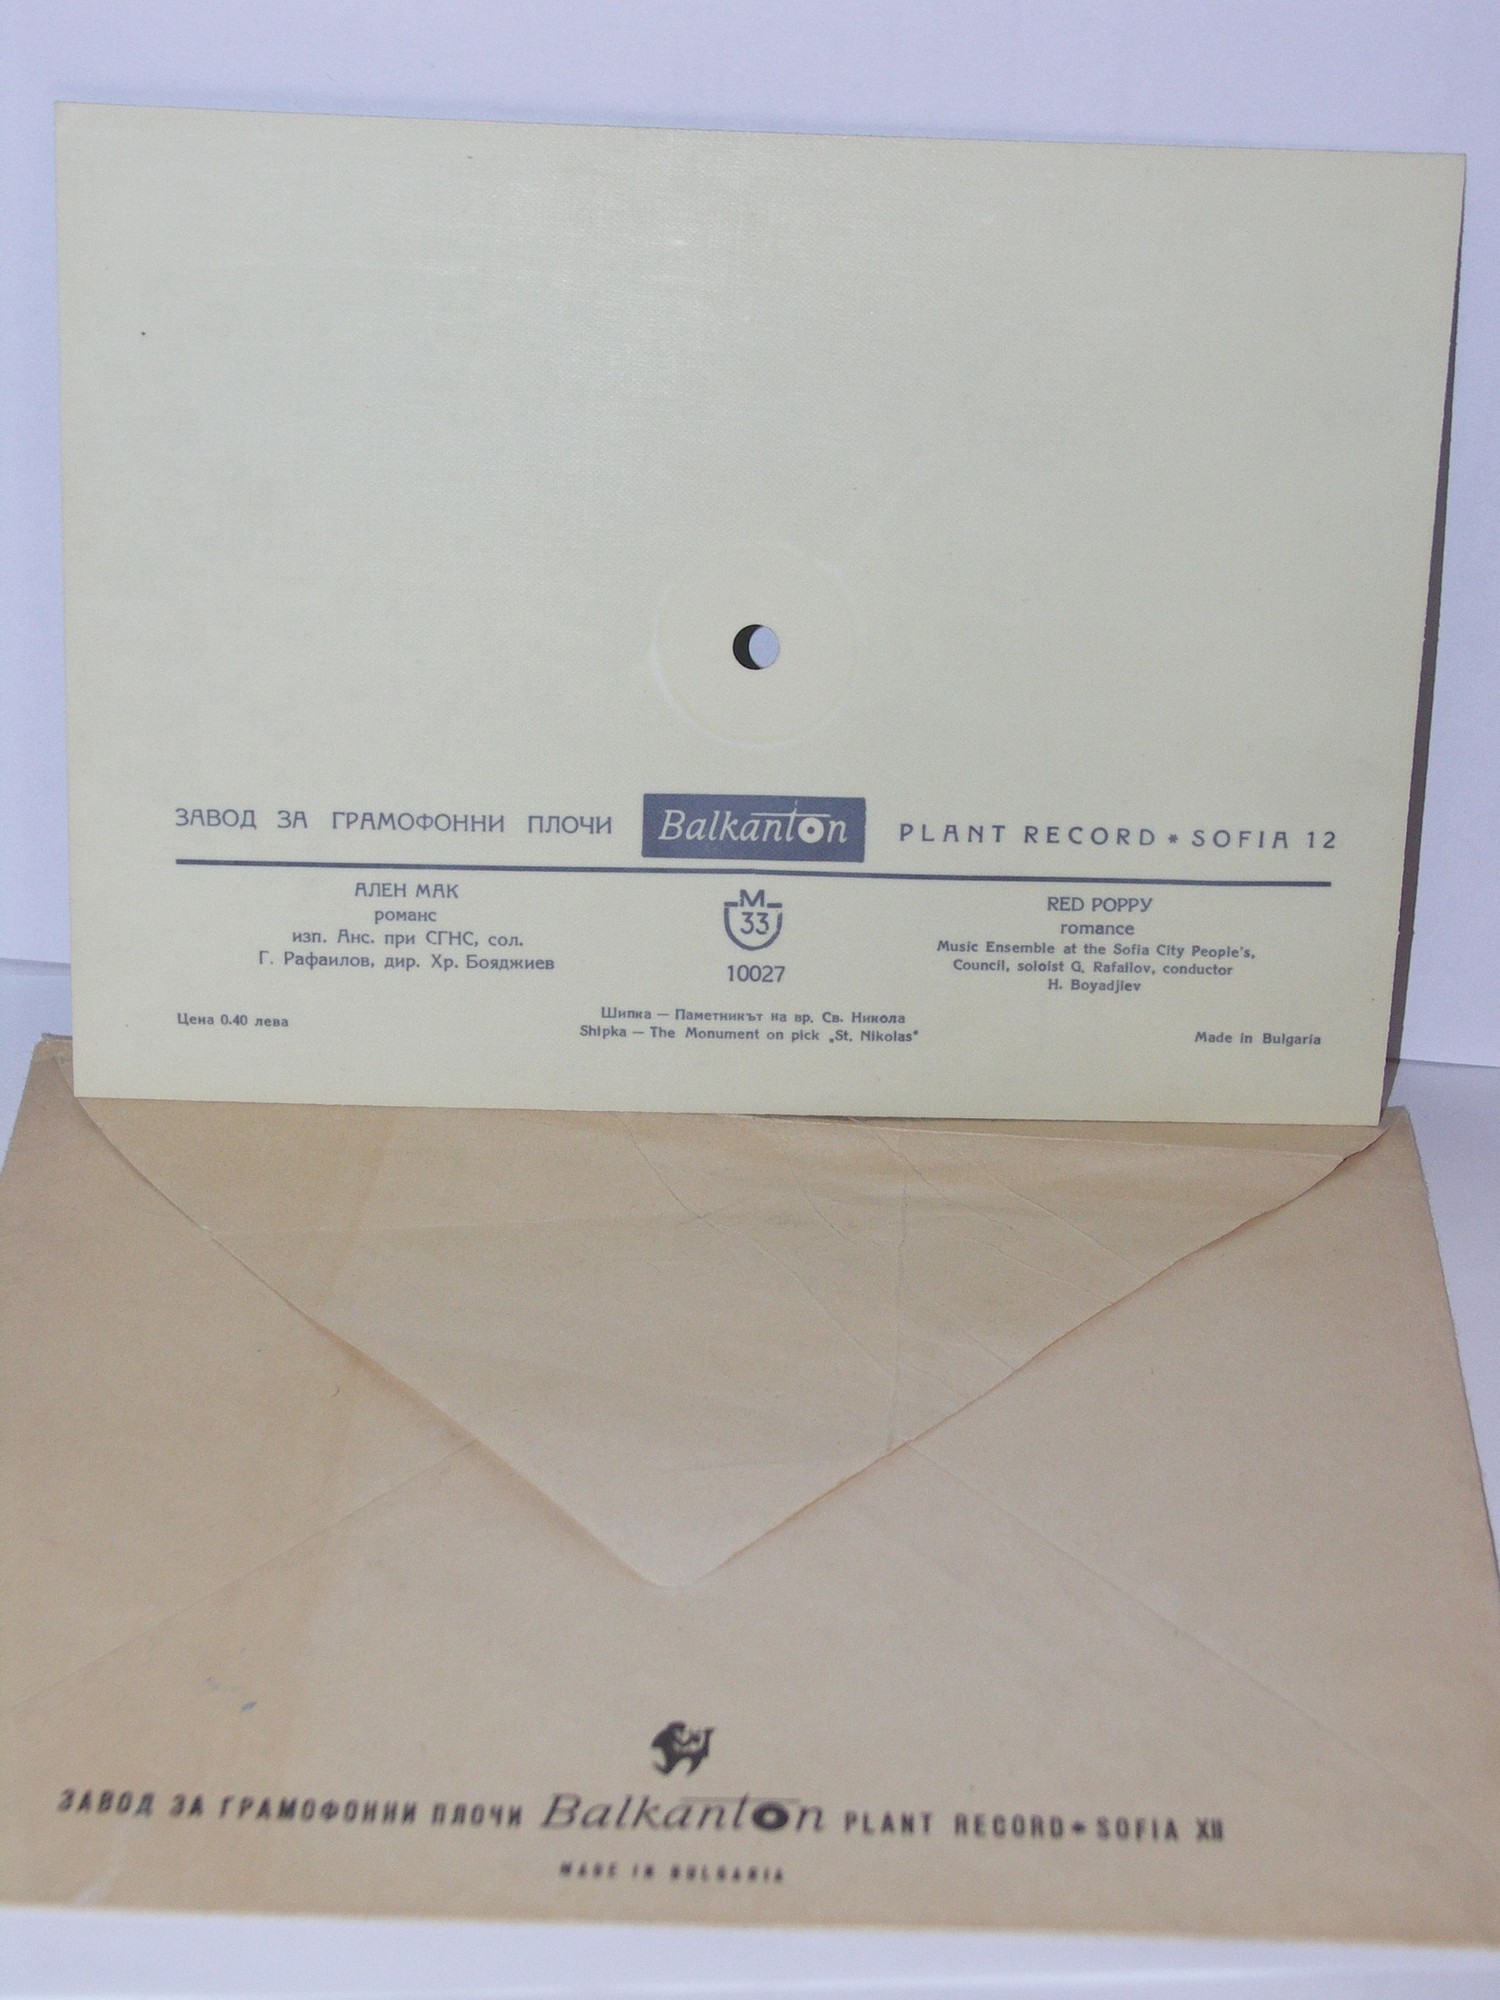 ЗАВОД ЗА ГРАМОФОННИ ПЛОЧИ Balkanton PLANT RECORD * SOFIA 12
АЛЕН МАК
романс
изп. Анс. при СГНС, сол.
Г. Рафаилов, дир. Хр. Бояджиев
М
33
10027
RED POPPY
romance
Music Ensemble at the Sofia City People's,
Council, soloist G. Rafailov, conductor
H. Boyadjiev
Цена 0.40 лева
Шипка — Паметникът на вр. Св. Никола
Shipka — The Monument on pick „St. Nikolas“
Made in Bulgaria
ЗАВОД ЗА ГРАМОФОННИ ПЛОЧИ Balkanton PLANT RECORD * SOFIA XII
MADE IN BULGARIA